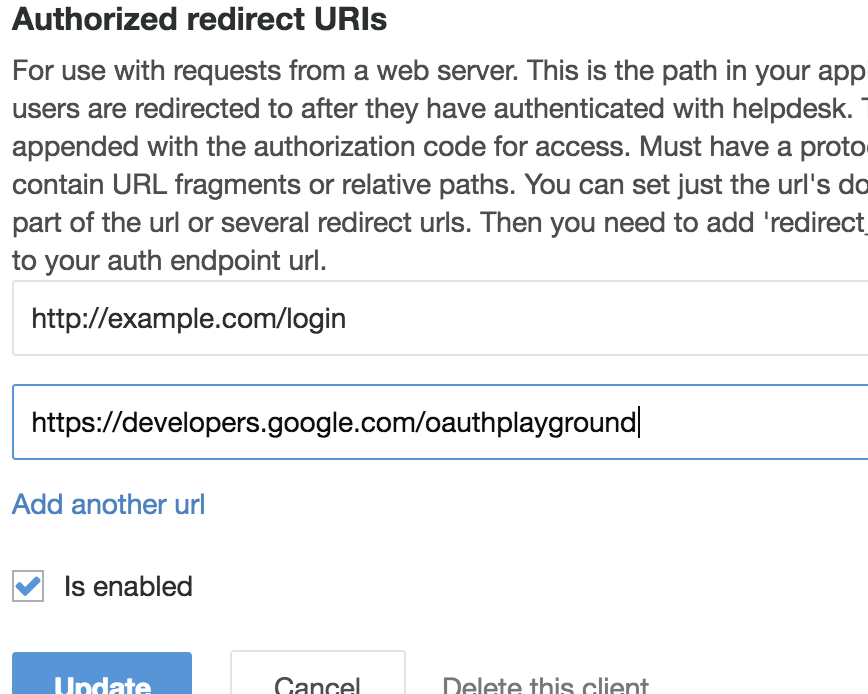 Authorized redirect URIs
For use with requests from a web server. This is the path in your app
users are redirected to after they have authenticated with helpdesk.
appended with the authorization code for access. Must have a
contain URL fragments or relative paths. You can set just the url's
part of the url or several redirect urls. Then you need to add 'redirect_
to your auth endpoint url.
http://example.com/login
https://developers.google.com/oauthplayground
Add another url
Is enabled
Update
Cancel
Delete this client